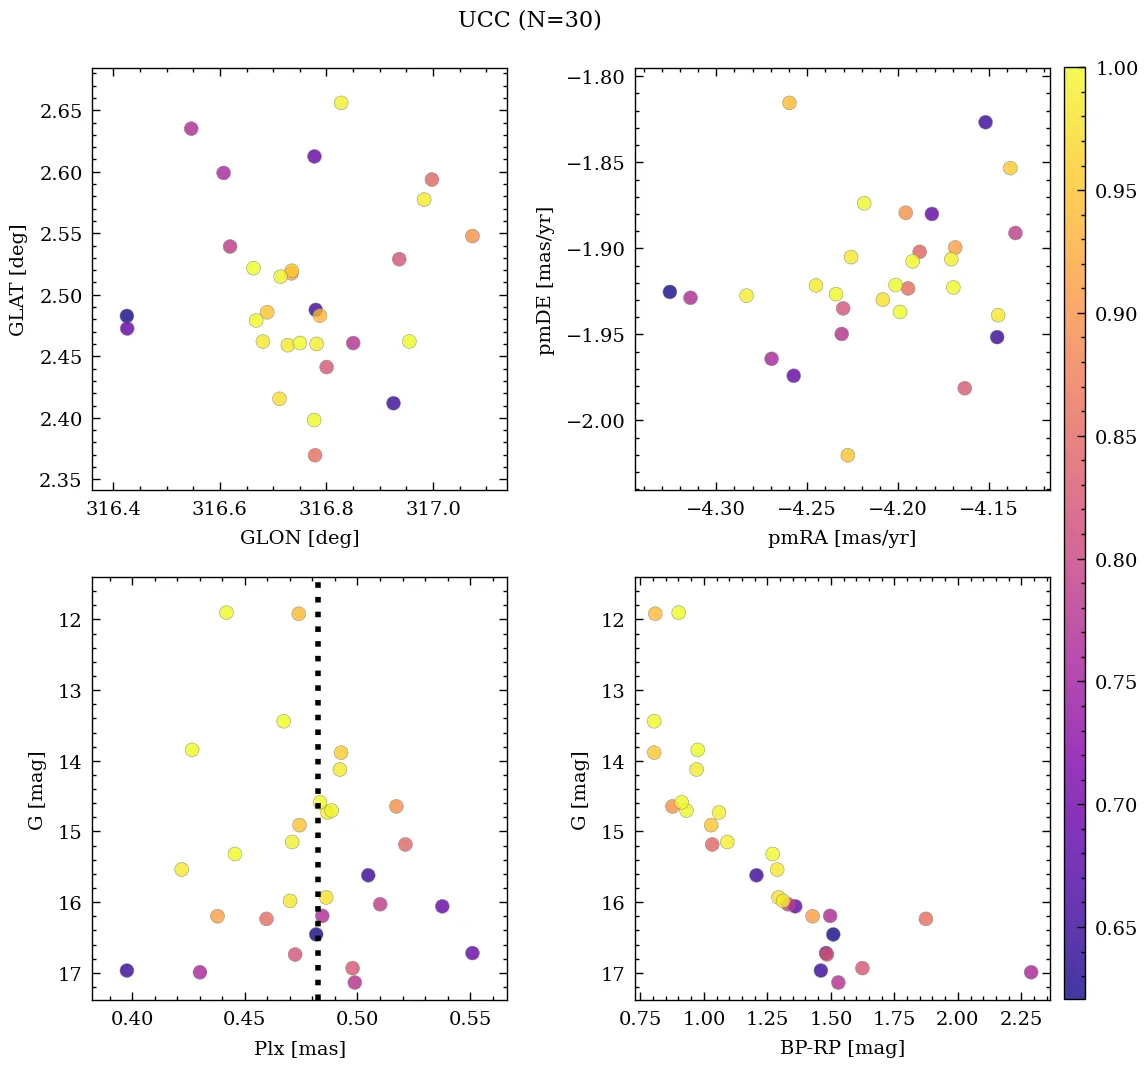 UCC (N=30)
2.65
2.60
2.55
2.50
2.45
2.40
2.35
GLAT [deg]
316.4 316.6 316.8 317.0
GLON [deg]
−1.80
−1.85
−1.90
−1.95
−2.00
pmDE [mas/yr]
−4.30 −4.25 −4.20 −4.15
pmRA [mas/yr]
12
13
14
15
16
17
G [mag]
0.40 0.45 0.50 0.55
Plx [mas]
12
13
14
15
16
17
G [mag]
0.75 1.00 1.25 1.50 1.75 2.00 2.25
BP-RP [mag]
1.00
0.95
0.90
0.85
0.80
0.75
0.70
0.65